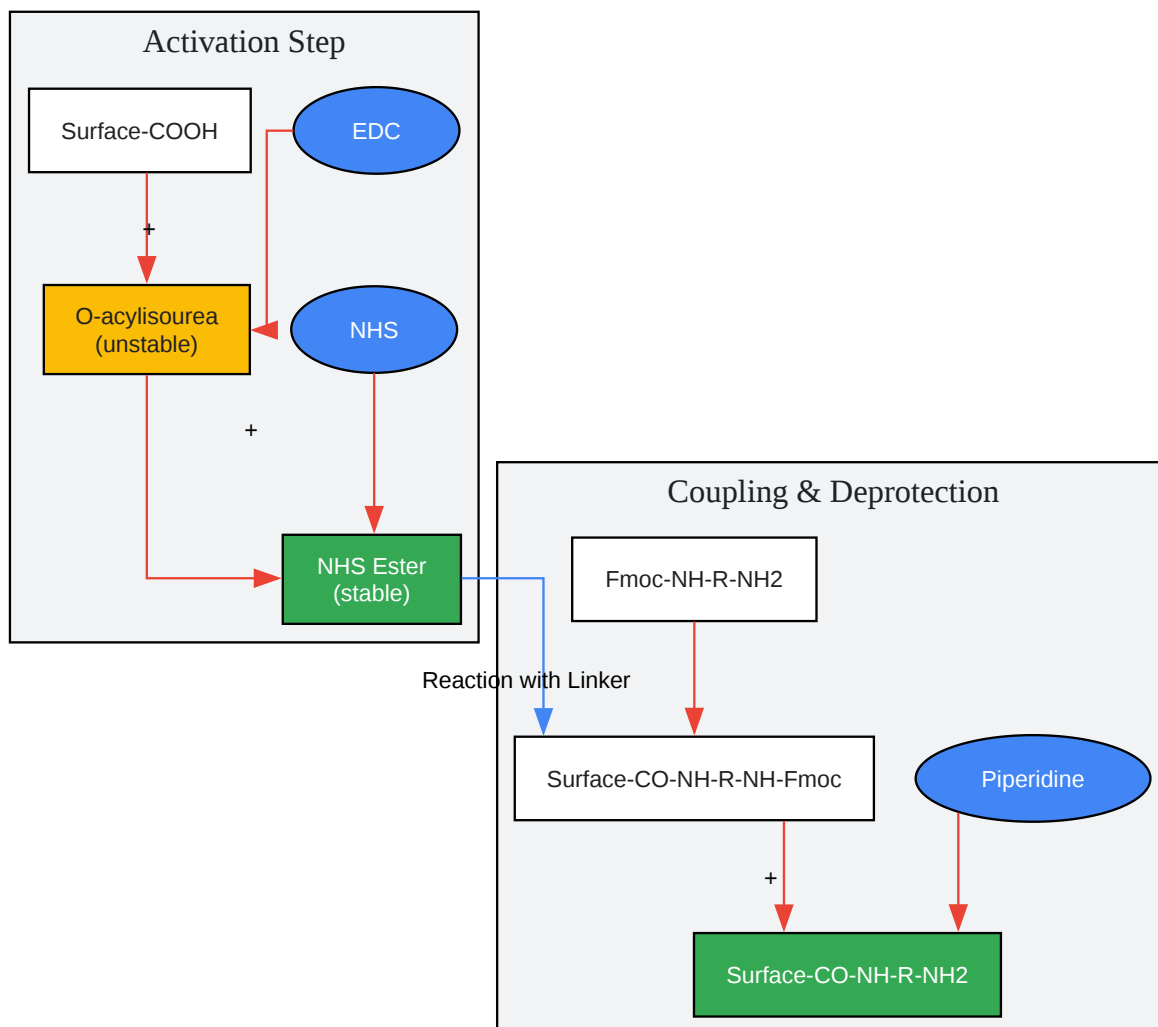 Activation Step
Surface-COOH
EDC
+
O-acylisourea
(unstable)
NHS
+
NHS Ester
(stable)
Coupling & Deprotection
Fmoc-NH-R-NH2
Reaction with Linker
Surface-CO-NH-R-NH-Fmoc
Piperidine
+
Surface-CO-NH-R-NH2